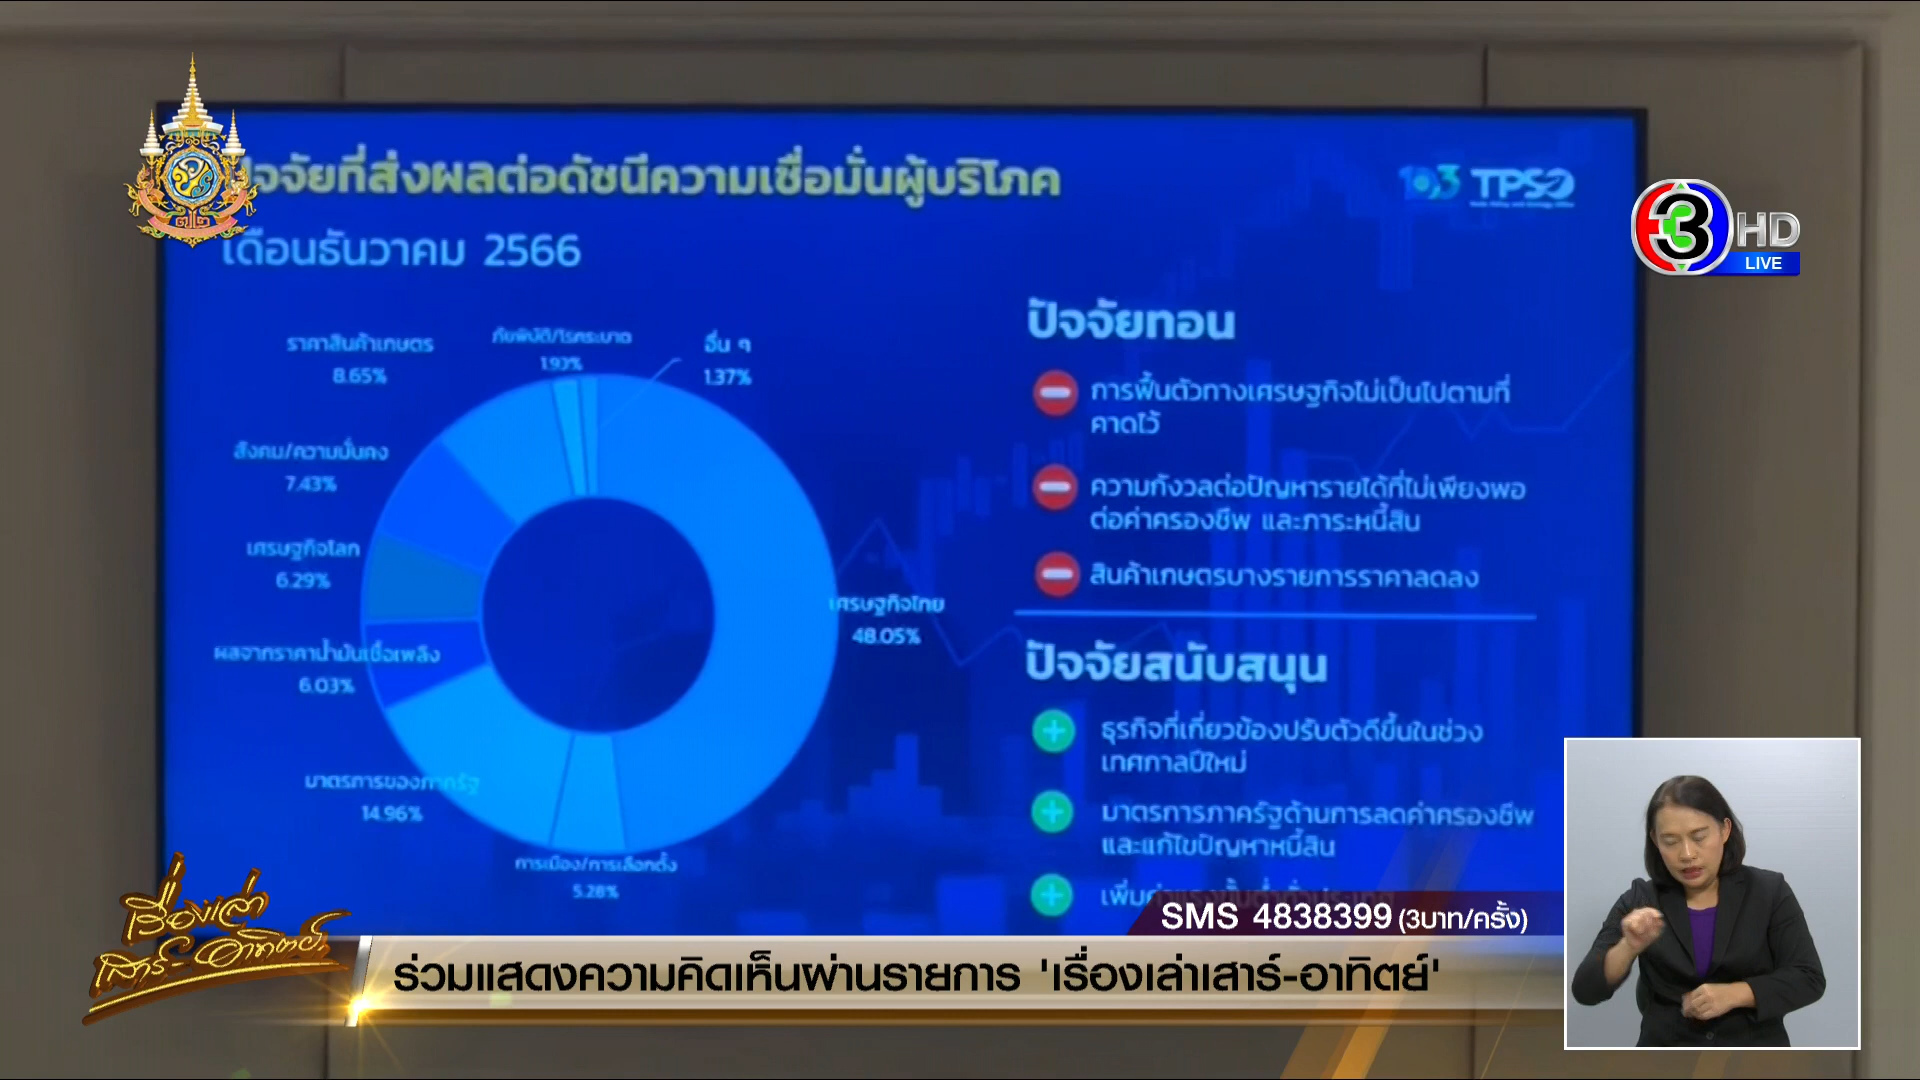 ปัจจัยที่ส่งผลต่อดัชนีความเชื่อมั่นผู้บริโภค
TPSO
เดือนธันวาคม 2566
3 HD
LIVE
ราคาสินค้าเกษตร
8.65%
ภัยพิบัติ/โรคระบาด
1.93%
อื่น ๆ
1.37%
สังคม/ความมั่นคง
7.43%
เศรษฐกิจโลก
6.29%
ผลจากราคาน้ำมันเชื้อเพลิง
6.03%
มาตรการของภาครัฐ
14.96%
การเมือง/การเลือกตั้ง
5.28%
เศรษฐกิจไทย
48.05%
ปัจจัยทอน
การฟื้นตัวทางเศรษฐกิจไม่เป็นไปตามที่
คาดไว้
ความกังวลต่อปัญหารายได้ที่ไม่เพียงพอ
ต่อค่าครองชีพ และภาระหนี้สิน
สินค้าเกษตรบางรายการราคาลดลง
ปัจจัยสนับสนุน
ธุรกิจที่เกี่ยวข้องปรับตัวดีขึ้นในช่วง
เทศกาลปีใหม่
มาตรการภาครัฐด้านการลดค่าครองชีพ
และแก้ไขปัญหาหนี้สิน
SMS 4838399 (3บาท/ครั้ง)
เรื่องเล่า
เสาร์-อาทิตย์
ร่วมแสดงความคิดเห็นผ่านรายการ 'เรื่องเล่าเสาร์-อาทิตย์'